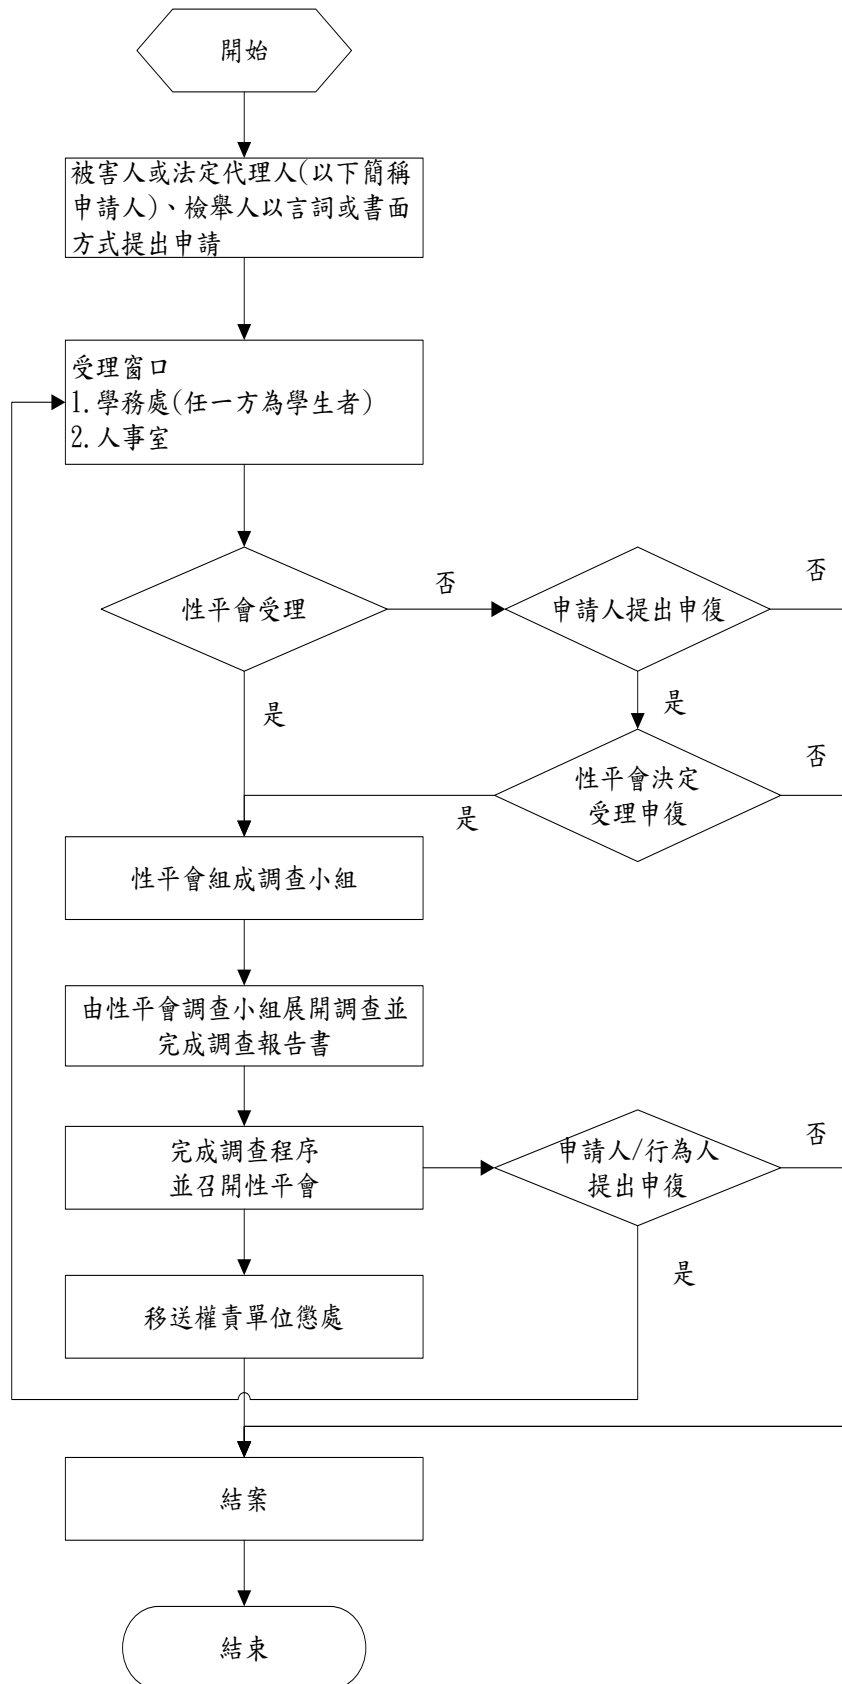 開始
被害人或法定代理人(以下簡稱
申請人)、檢舉人以言詞或書面
方式提出申請
受理窗口
1.學務處(任一方為學生者)
2.人事室
性平會受理
否
申請人提出申復
否
是
是
性平會決定
受理申復
否
是
性平會組成調查小組
由性平會調查小組展開調查並
完成調查報告書
完成調查程序
並召開性平會
申請人/行為人
提出申復
否
是
移送權責單位懲處
結案
結束